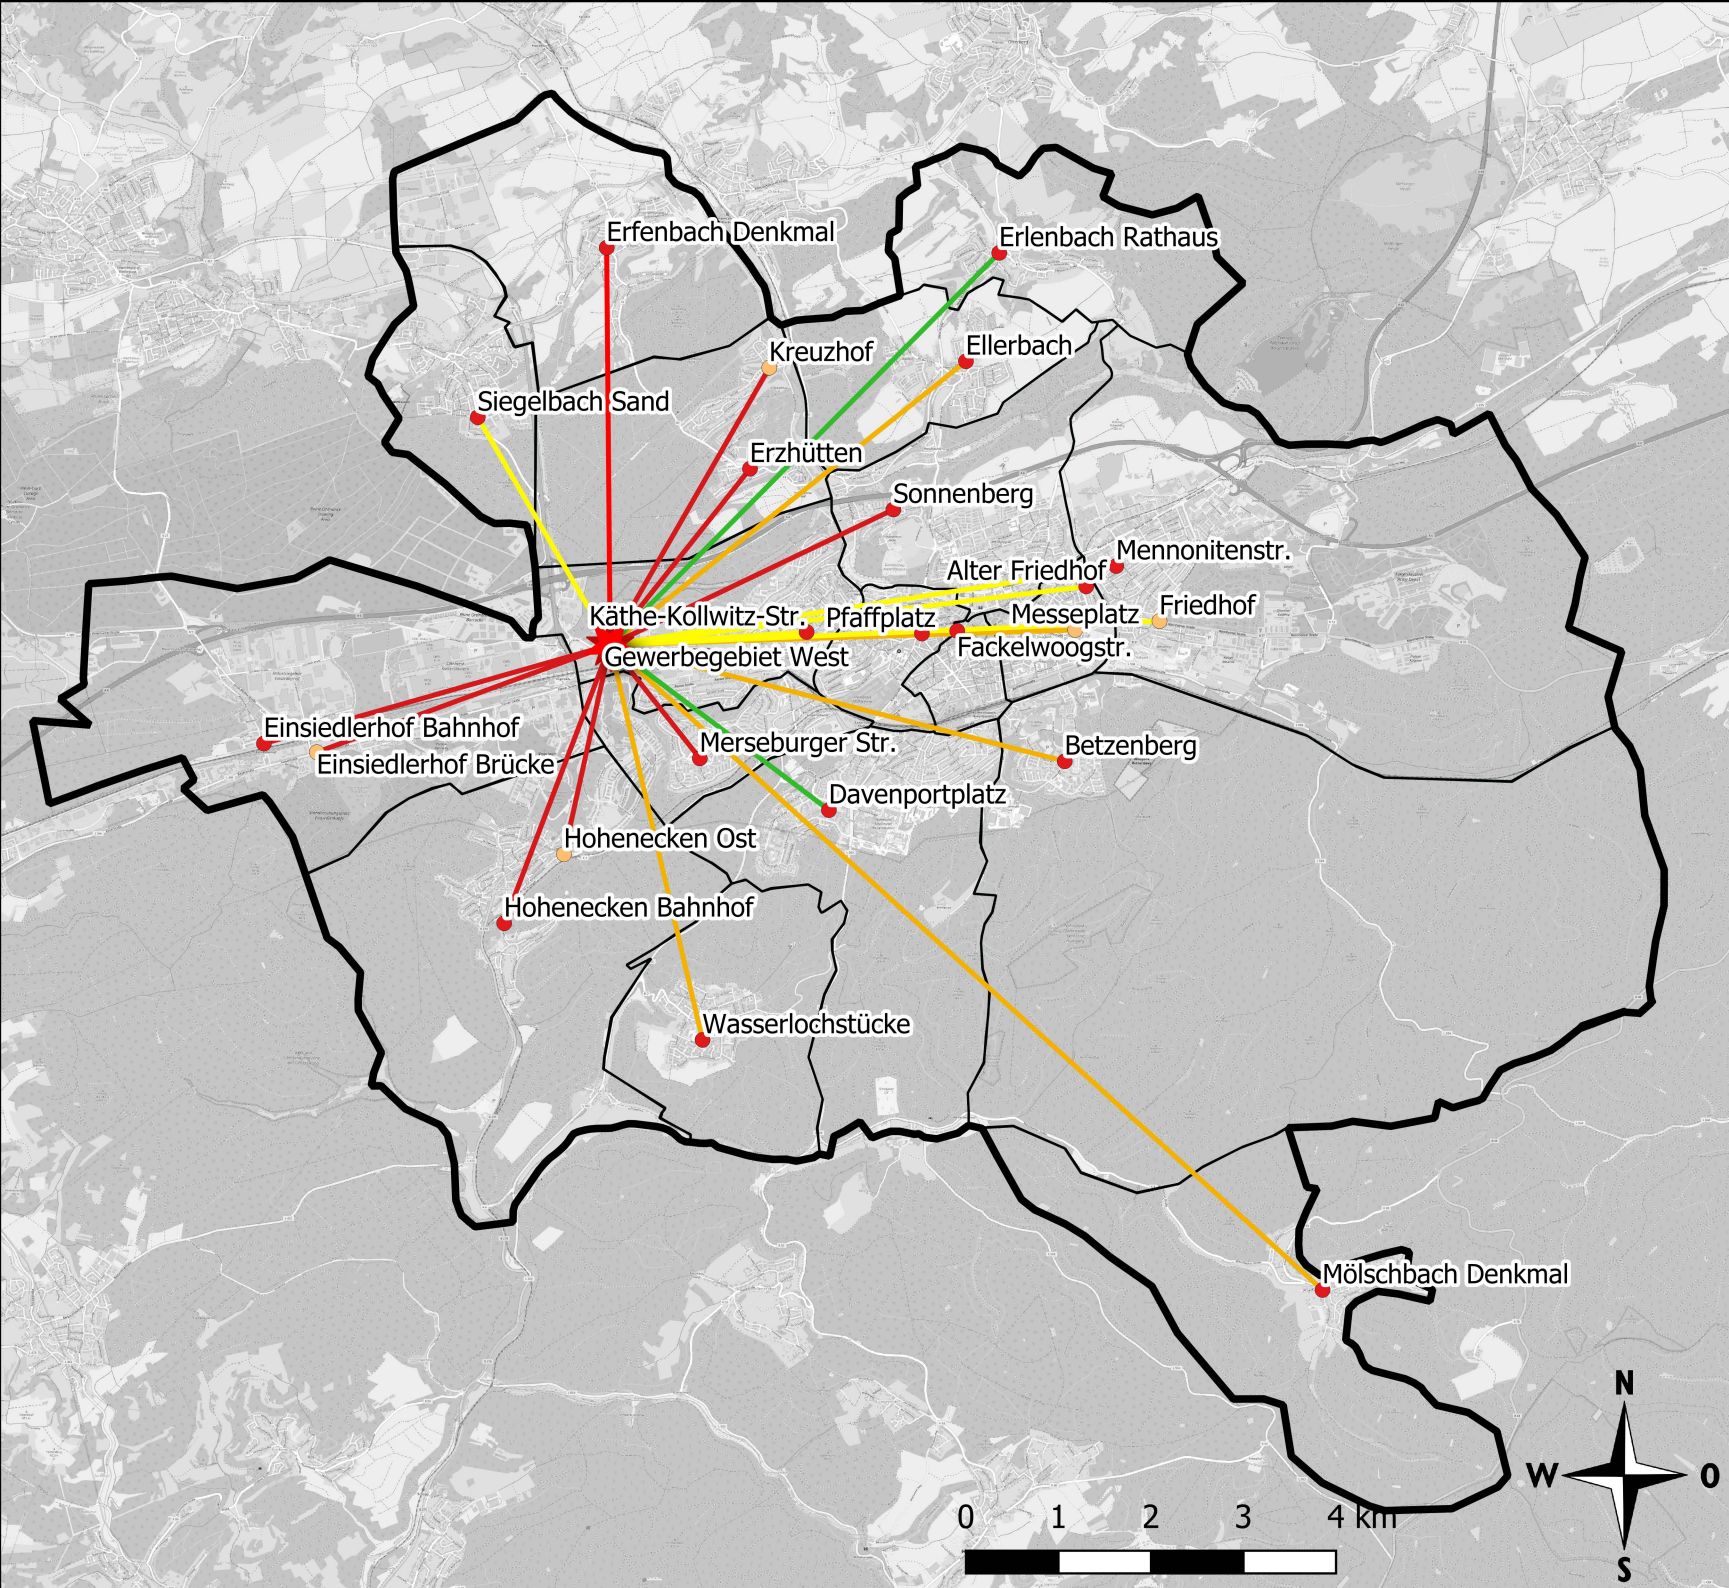 Erfenbach Denkmal
Erlenbach Rathaus
Kreuzhof
Ellerbach
Siegelbach Sand
Erzhütten
Sonnenberg
Mennonitenstr.
Alter Friedhof
Friedhof
Käthe-Kollwitz-Str.
Pfaffplatz
Messeplatz
Fackelwoogstr.
Gewerbegebiet West
Einsiedlerhof Bahnhof
Merseburger Str.
Betzenberg
Einsiedlerhof Brücke
Davenportplatz
Hohenecken Ost
Hohenecken Bahnhof
Wasserlochstücke
Mölschbach Denkmal
N
W
O
S
0 1 2 3 4 km